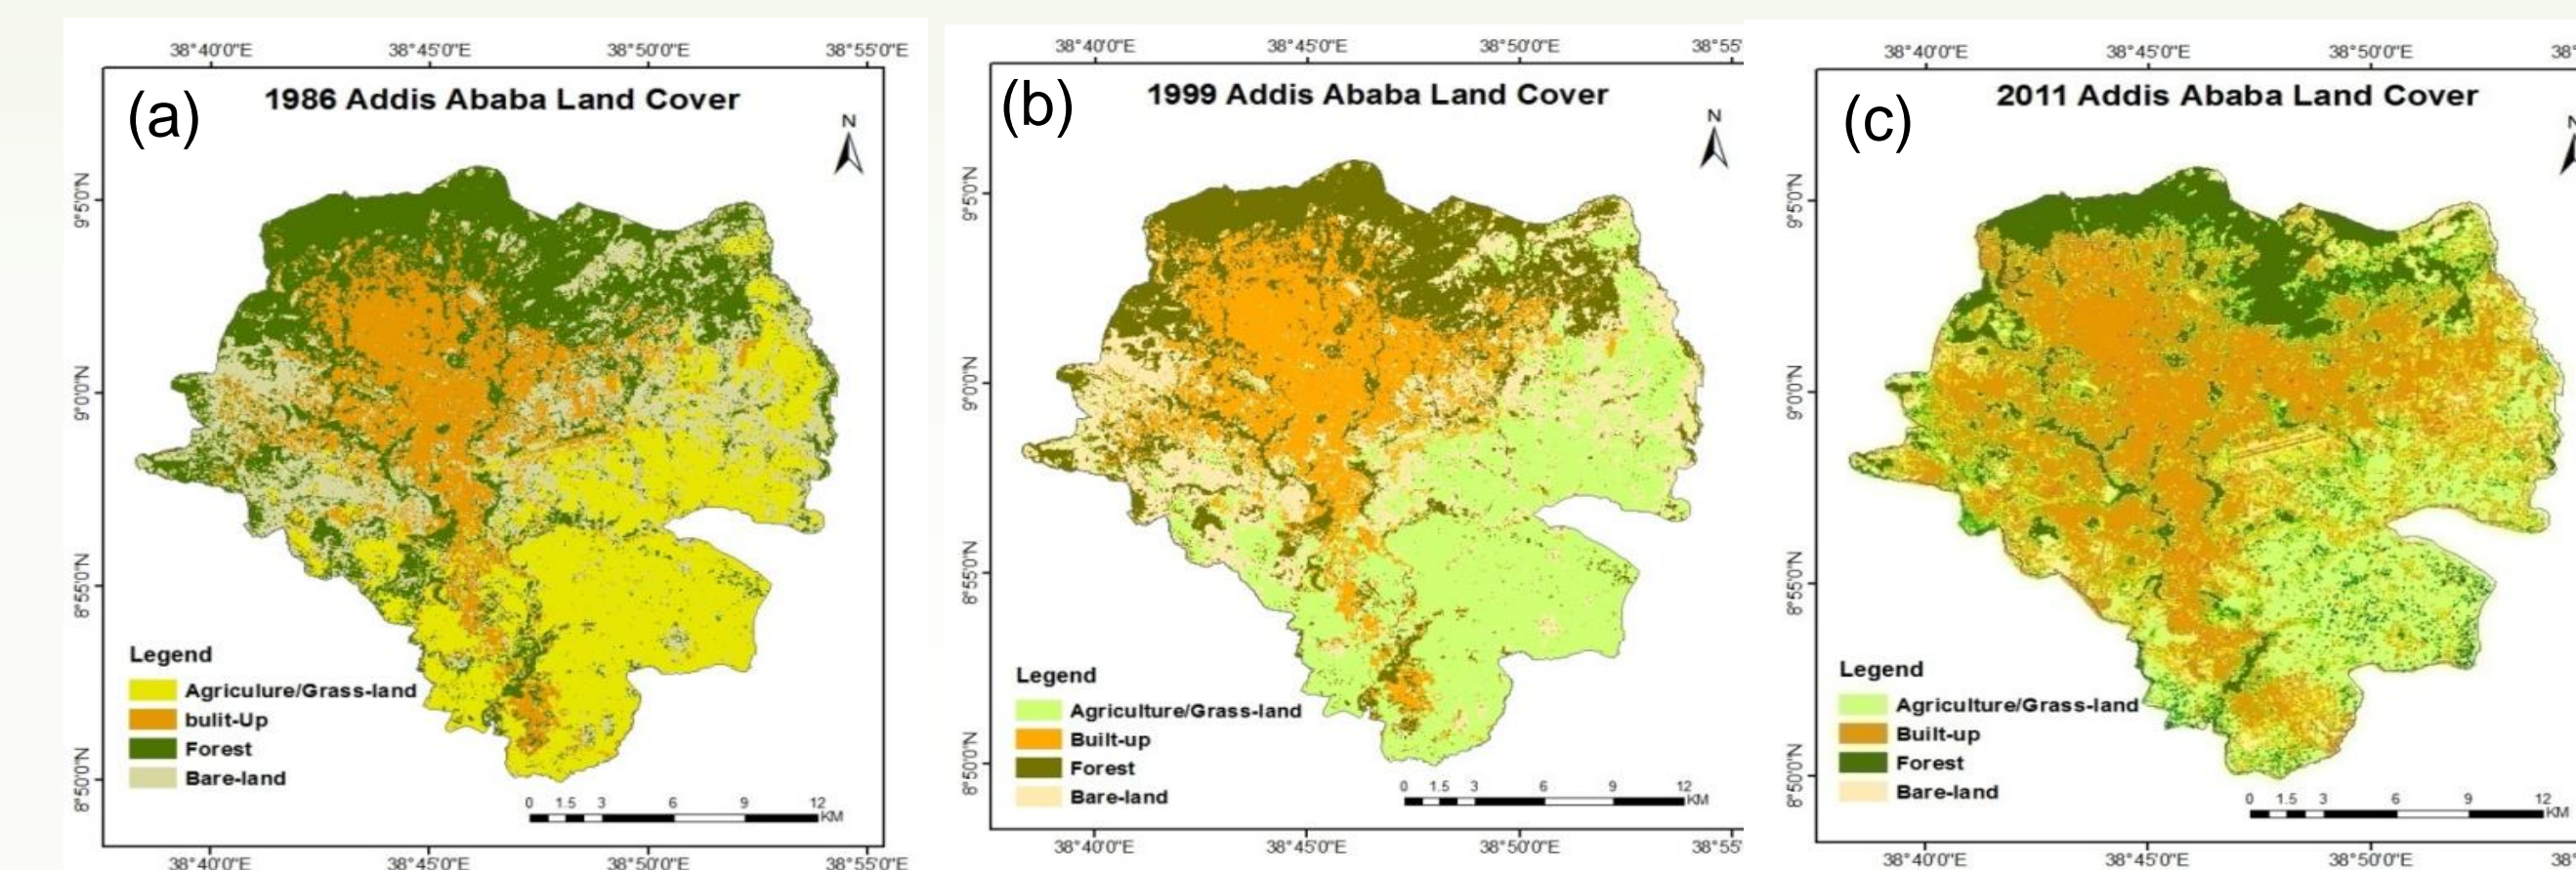 38°40'0"E 38°45'0"E 38°50'0"E 38°55'0"E
(a)
1986 Addis Ababa Land Cover
N
9°5'0"N
9°0'0"N
8°55'0"N
8°50'0"N
Legend
Agriculure/Grass-land
bulit-Up
Forest
Bare-land
0 1.5 3 6 9 12
KM
38°40'0"E 38°45'0"E 38°50'0"E 38°55'0"E
38°40'0"E 38°45'0"E 38°50'0"E 38°55'
(b)
1999 Addis Ababa Land Cover
N
9°5'0"N
9°0'0"N
8°55'0"N
8°50'0"N
Legend
Agriculture/Grass-land
Built-up
Forest
Bare-land
0 1.5 3 6 9 12
KM
38°40'0"E 38°45'0"E 38°50'0"E 38°55'
38°40'0"E 38°45'0"E 38°50'0"E 38°
(c)
2011 Addis Ababa Land Cover
N
9°5'0"N
9°0'0"N
8°55'0"N
8°50'0"N
Legend
Agriculture/Grass-land
Built-up
Forest
Bare-land
0 1.5 3 6 9 12
KM
38°40'0"E 38°45'0"E 38°50'0"E 38°